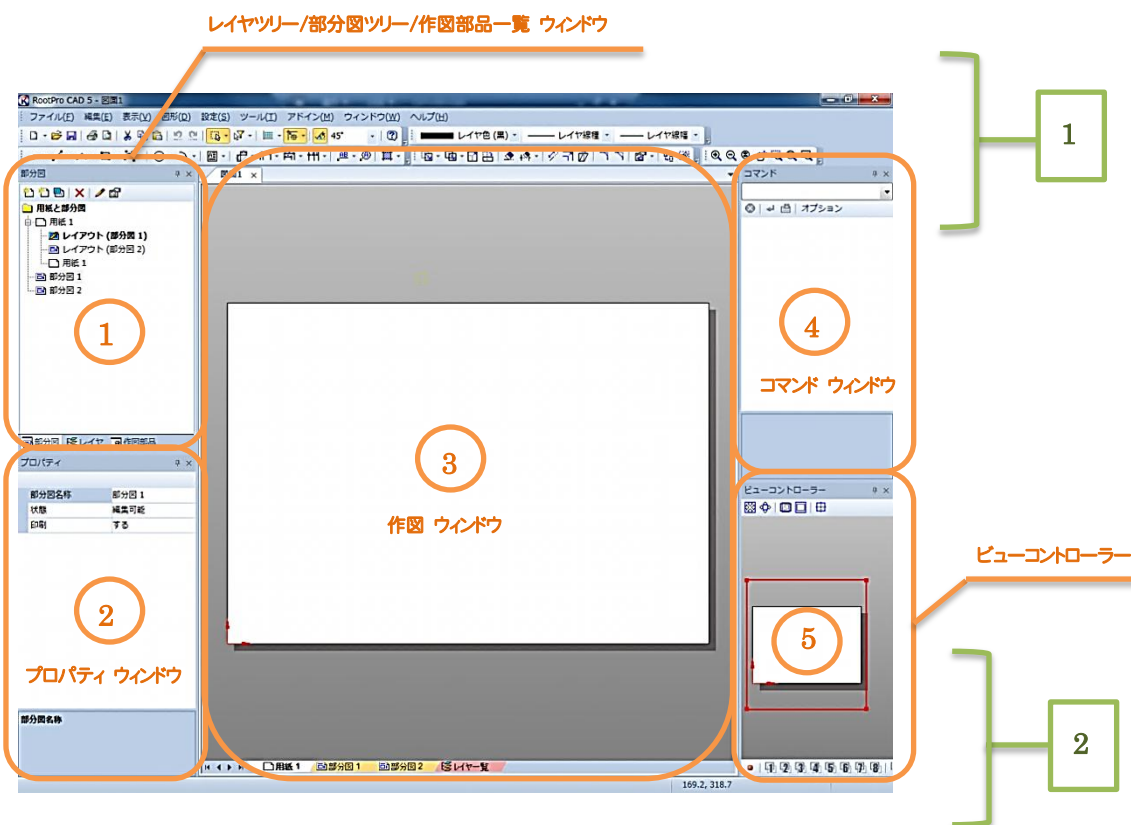 レイヤツリー/部分図ツリー/作図部品一覧 ウィンドウ
RootPro CAD 5 - 図面1
ファイル(F) 編集(E) 表示(V) 図形(D) 設定(S) ツール(T) アドイン(M) ウィンドウ(W) ヘルプ(H)
45° レイヤ色 (黒) レイヤ線種 レイヤ線幅
1
部分図
図面1
コマンド
オプション
用紙と部分図
用紙 1
レイアウト (部分図 1)
レイアウト (部分図 2)
用紙 1
部分図 1
部分図 2
1
4
コマンド ウィンドウ
部分図 レイヤ 作図部品
3
作図 ウィンドウ
プロパティ
部分図名称 部分図 1
状態 編集可能
印刷 する
2
プロパティ ウィンドウ
部分図名称
ビューコントローラー
ビューコントローラー
5
2
用紙 1 部分図 1 部分図 2 レイヤ一覧
1 2 3 4 5 6 7 8
169.2, 318.7